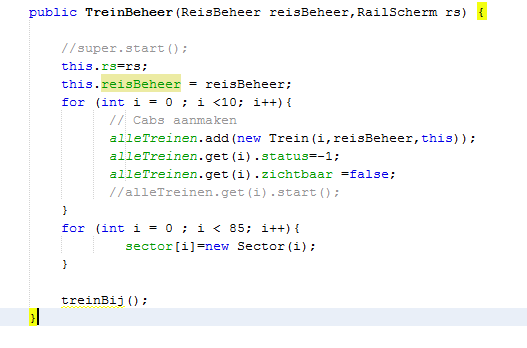 public TreinBeheer(ReisBeheer reisBeheer,RailScherm rs) {
//super.start();
this.rs=rs;
this.reisBeheer = reisBeheer;
for (int i = 0 ; i <10; i++){
// Cabs aanmaken
alleTreinen.add(new Trein(i,reisBeheer,this));
alleTreinen.get(i).status=-1;
alleTreinen.get(i).zichtbaar =false;
//alleTreinen.get(i).start();
}
for (int i = 0 ; i < 85; i++){
sector[i]=new Sector(i);
}
treinBij();
}